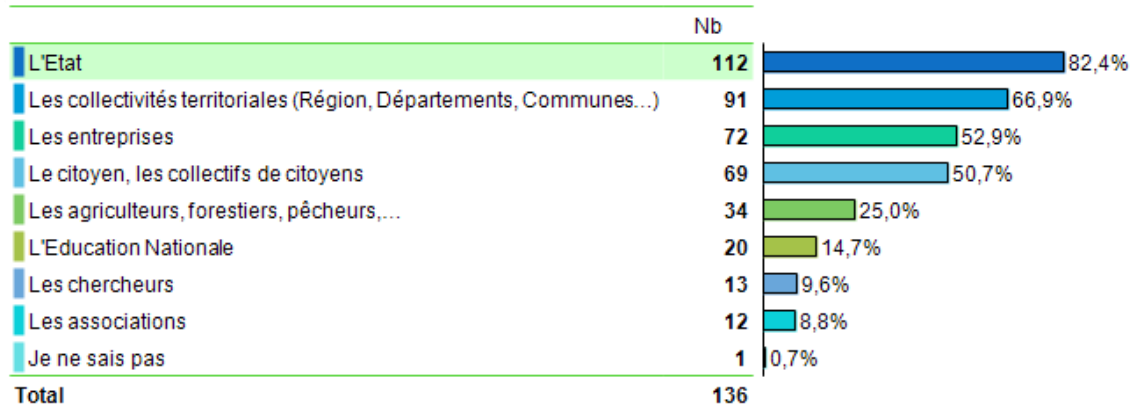 Nb
L'Etat 112 82,4%
Les collectivités territoriales (Région, Départements, Communes...) 91 66,9%
Les entreprises 72 52,9%
Le citoyen, les collectifs de citoyens 69 50,7%
Les agriculteurs, forestiers, pêcheurs,... 34 25,0%
L'Education Nationale 20 14,7%
Les chercheurs 13 9,6%
Les associations 12 8,8%
Je ne sais pas 1 0,7%
Total 136